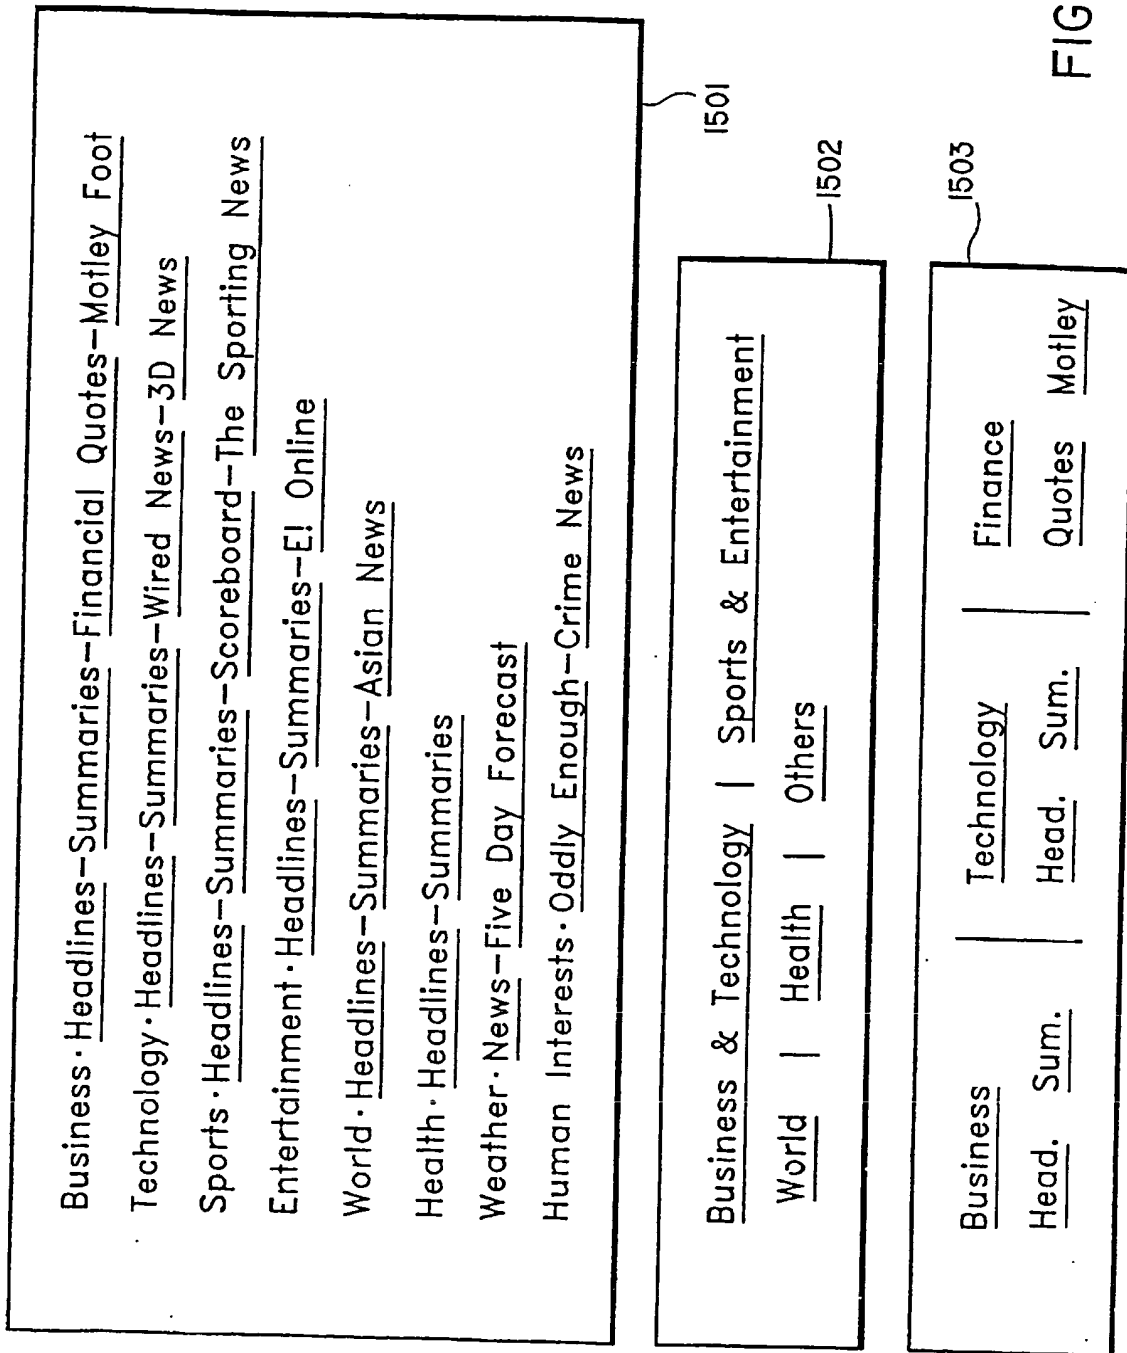 Business·Headlines–Summaries–Financial Quotes–Motley Foot
Technology·Headlines–Summaries–Wired News–3D News
Sports·Headlines–Summaries–Scoreboard–The Sporting News
Entertainment·Headlines–Summaries–E! Online
World·Headlines–Summaries–Asian News
Health·Headlines–Summaries
Weather·News–Five Day Forecast
Human Interests·Oddly Enough–Crime News
1501
Business & Technology | Sports & Entertainment
World | Health | Others
1502
Business | Technology | Finance
Head. Sum. | Head. Sum. | Quotes Motley
1503
FIG